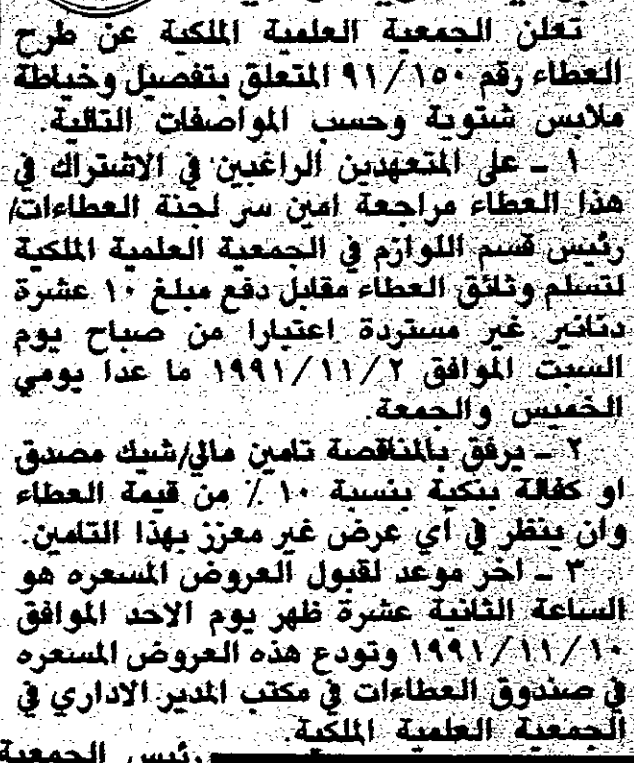 تعلن الجمعية العلمية الملكية عن طرح
العطاء رقم ٩١/١٥٠ المتعلق بتفصيل وخياطة
ملابس شتوية وحسب المواصفات التالية.
١ ـ على المتعهدين الراغبين في الاشتراك في
هذا العطاء مراجعة امين سر لجنة العطاءات/
رئيس قسم اللوازم في الجمعية العلمية الملكية
لتسلم وثائق العطاء مقابل دفع مبلغ ١٠ عشرة
دنانير غير مستردة اعتبارا من صباح يوم
السبت الموافق ١٩٩١/١١/٢ ما عدا يومي
الخميس والجمعة.
٢ ـ يرفق بالمناقصة تامين مالي/شيك مصدق
او كفالة بنكية بنسبة ١٠ ٪ من قيمة العطاء
وان ينظر في أي عرض غير معزز بهذا التامين.
٣ ـ اخر موعد لقبول العروض المسعره هو
الساعة الثانية عشرة ظهر يوم الاحد الموافق
١٩٩١/١١/١٠ وتودع هذه العروض المسعره
في صندوق العطاءات في مكتب المدير الاداري في
الجمعية العلمية الملكية.
رئيس الجمعية